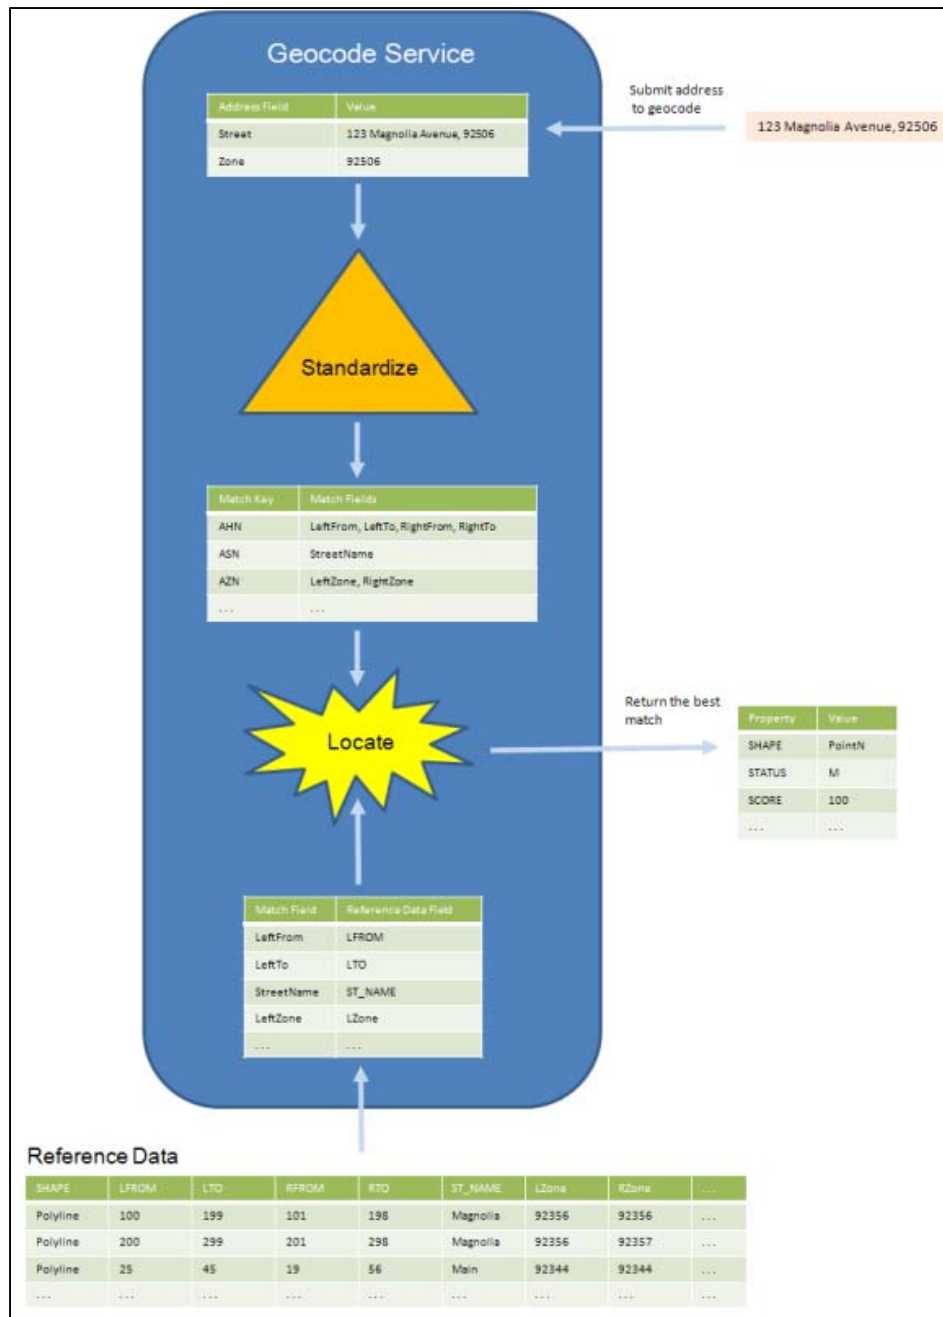 Geocode Service
Address Field Value
Street 123 Magnolia Avenue, 92506
Zone 92506
Submit address
to geocode
123 Magnolia Avenue, 92506
Standardize
Match Key Match Fields
AHN LeftFrom, LeftTo, RightFrom, RightTo
ASN StreetName
AZN LeftZone, RightZone
... ...
Locate
Return the best
match
Property Value
SHAPE PointN
STATUS M
SCORE 100
... ...
Match Field Reference Data Field
LeftFrom LFROM
LeftTo LTO
StreetName ST_NAME
LeftZone LZone
... ...
Reference Data
SHAPE LFROM LTO RFROM RTO ST_NAME LZone RZone ...
Polyline 100 199 101 198 Magnolia 92356 92356 ...
Polyline 200 299 201 298 Magnolia 92356 92357 ...
Polyline 25 45 19 56 Main 92344 92344 ...
... ... ... ... ... ... ... ... ...